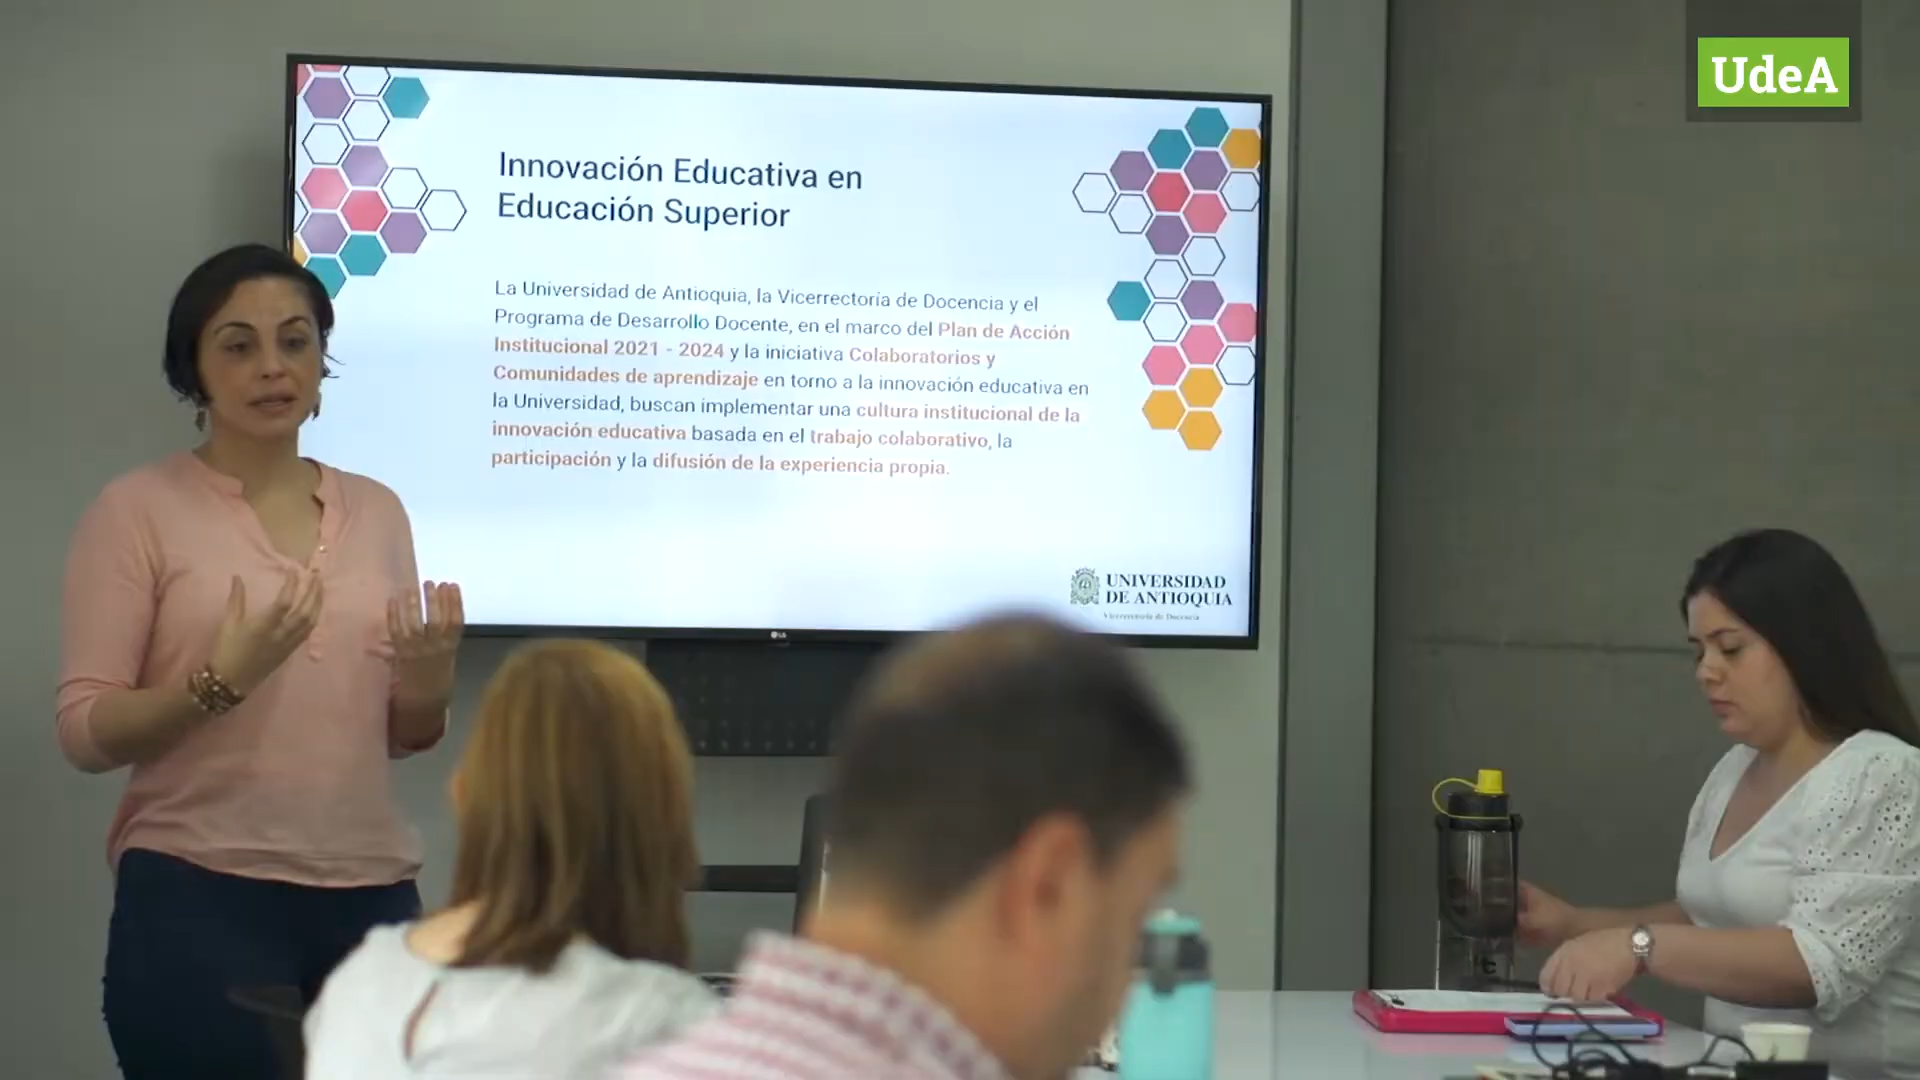 UdeA
Innovación Educativa en
Educación Superior
La Universidad de Antioquia, la Vicerrectoría de Docencia y el
Programa de Desarrollo Docente, en el marco del Plan de Acción
Institucional 2021 - 2024 y la iniciativa Colaboratorios y
Comunidades de aprendizaje en torno a la innovación educativa en
la Universidad, buscan implementar una cultura institucional de la
innovación educativa basada en el trabajo colaborativo, la
participación y la difusión de la experiencia propia.
UNIVERSIDAD
DE ANTIOQUIA
Vicerrectoría de Docencia
LG